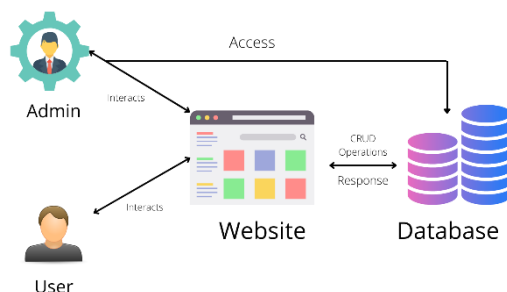 Access
Admin
Interacts
CRUD
Operations
Response
Interacts
Website
Database
User